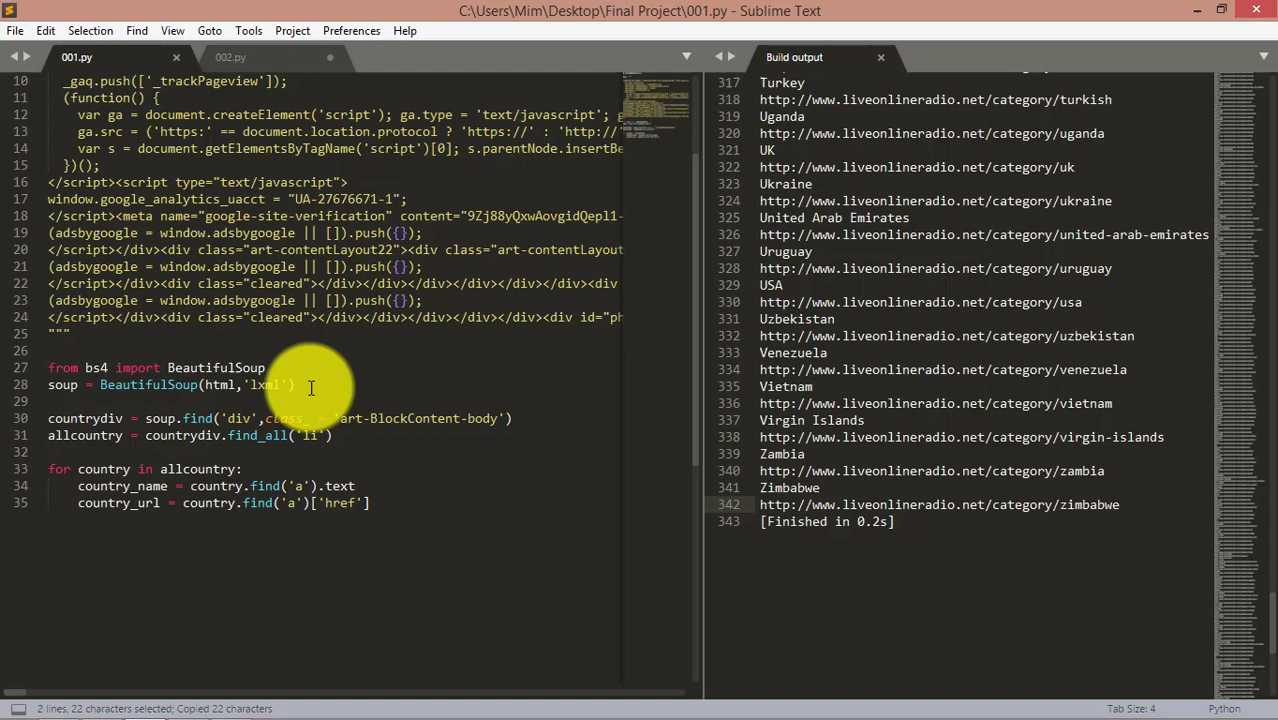 C:\Users\Mim\Desktop\Final Project\001.py - Sublime Text
File Edit Selection Find View Goto Tools Project Preferences Help
001.py
002.py
Build output
10 _gaq.push(['_trackPageview']);
11 (function() {
12 var ga = document.createElement('script'); ga.type = 'text/javascript'; g
13 ga.src = ('https:' == document.location.protocol ? 'https://' : 'http://'
14 var s = document.getElementsByTagName('script')[0]; s.parentNode.insertBe
15 })();
16 </script><script type="text/javascript">
17 window.google_analytics_uacct = "UA-27676671-1";
18 </script><meta name="google-site-verification" content="9Zj88yQxwAovgidQepl1-
19 (adsbygoogle = window.adsbygoogle || []).push({});
20 </script></div><div class="art-contentLayout22"><div class="art-contentLayout
21 (adsbygoogle = window.adsbygoogle || []).push({});
22 </script></div><div class="cleared"></div></div></div></div></div><div
23 (adsbygoogle = window.adsbygoogle || []).push({});
24 </script></div><div class="cleared"></div></div></div></div></div><div id="ph
25 """
26
27 from bs4 import BeautifulSoup
28 soup = BeautifulSoup(html,'lxml')
29
30 countrydiv = soup.find('div',class_ = 'art-BlockContent-body')
31 allcountry = countrydiv.find_all('li')
32
33 for country in allcountry:
34 country_name = country.find('a').text
35 country_url = country.find('a')['href']
317 Turkey
318 http://www.liveonlineradio.net/category/turkish
319 Uganda
320 http://www.liveonlineradio.net/category/uganda
321 UK
322 http://www.liveonlineradio.net/category/uk
323 Ukraine
324 http://www.liveonlineradio.net/category/ukraine
325 United Arab Emirates
326 http://www.liveonlineradio.net/category/united-arab-emirates
327 Uruguay
328 http://www.liveonlineradio.net/category/uruguay
329 USA
330 http://www.liveonlineradio.net/category/usa
331 Uzbekistan
332 http://www.liveonlineradio.net/category/uzbekistan
333 Venezuela
334 http://www.liveonlineradio.net/category/venezuela
335 Vietnam
336 http://www.liveonlineradio.net/category/vietnam
337 Virgin Islands
338 http://www.liveonlineradio.net/category/virgin-islands
339 Zambia
340 http://www.liveonlineradio.net/category/zambia
341 Zimbabwe
342 http://www.liveonlineradio.net/category/zimbabwe
343 [Finished in 0.2s]
2 lines, 22 characters selected; Copied 22 characters
Tab Size: 4
Python